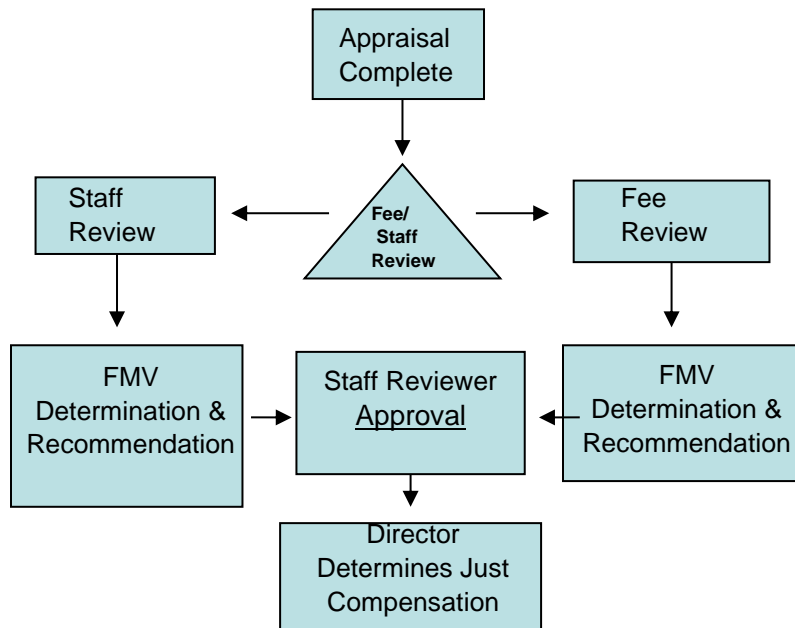 Appraisal
Complete
Staff
Review
Fee/
Staff
Review
Fee
Review
FMV
Determination &
Recommendation
Staff Reviewer
Approval
FMV
Determination &
Recommendation
Director
Determines Just
Compensation